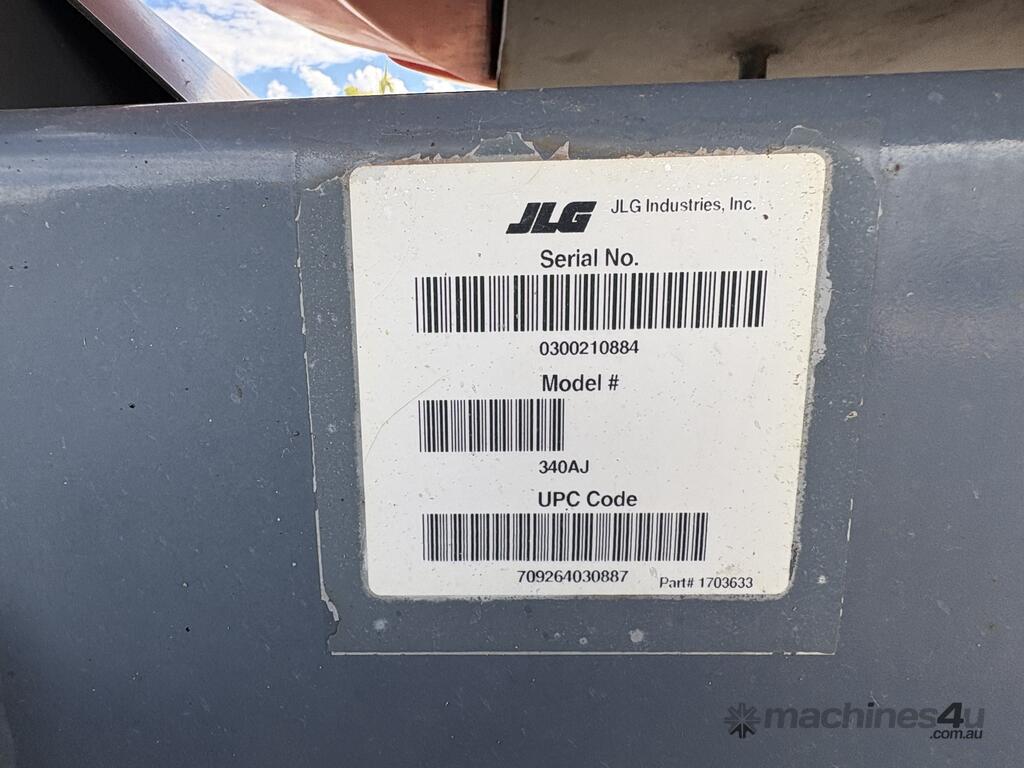 JLG JLG Industries, Inc.
Serial No.
0300210884
Model #
340AJ
UPC Code
709264030887 Part# 1703633
machines4u
.com.au